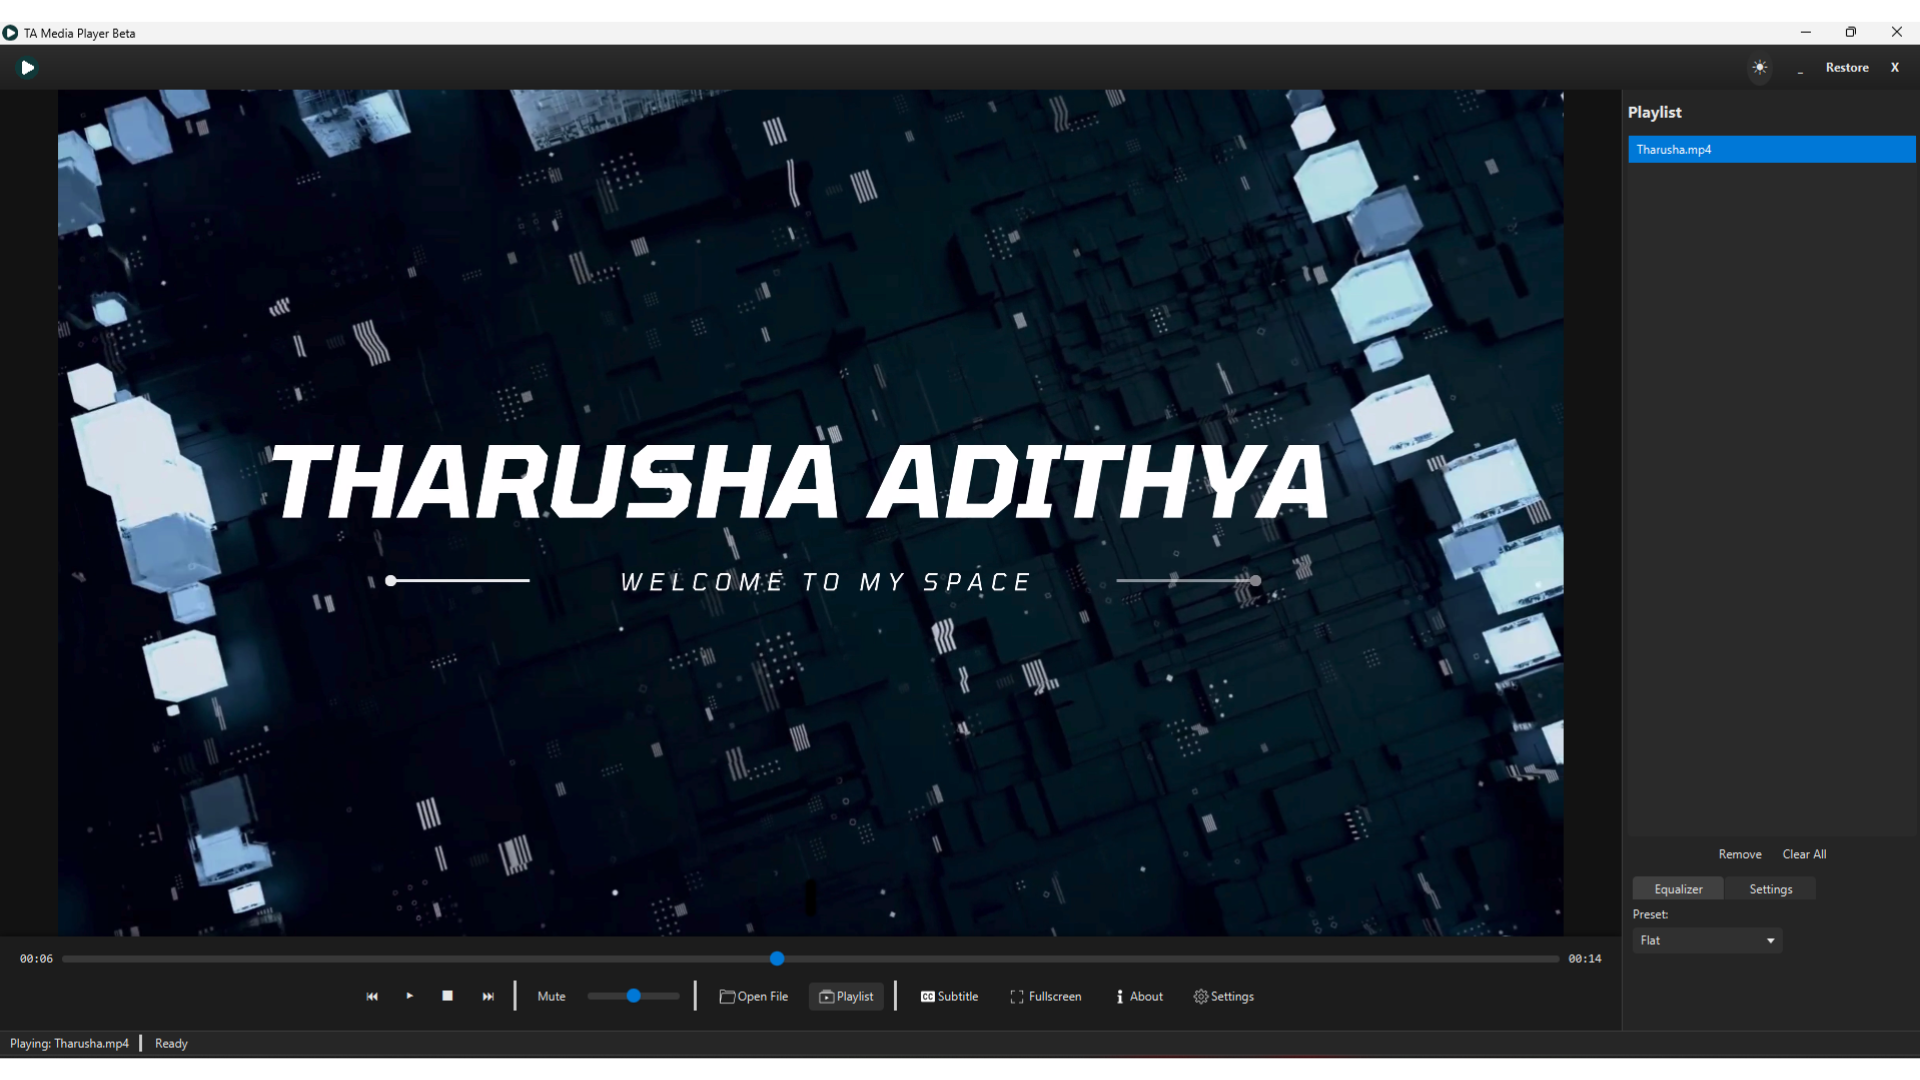 TA Media Player Beta
_ Restore X
Playlist
Tharusha.mp4
THARUSHA ADITHYA
WELCOME TO MY SPACE
Remove Clear All
Equalizer Settings
Preset:
Flat
00:06 00:14
Mute Open File Playlist CC Subtitle Fullscreen About Settings
Playing: Tharusha.mp4 Ready